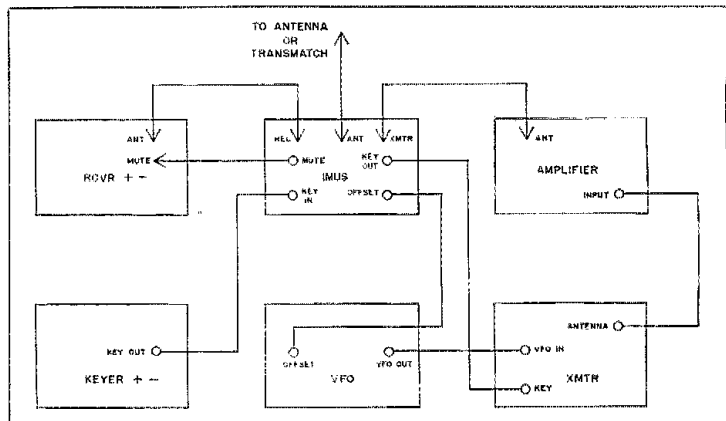 TO ANTENNA
OR
TRANSMATCH
ANT
MUTE
RCVR + -
REC
ANT
XMTR
MUTE
KEY
OUT
IMUS
KEY
IN
OFFSET
ANT
AMPLIFIER
INPUT
KEY OUT
KEYER + -
OFFSET
VFO OUT
VFO
ANTENNA
VFO IN
XMTR
KEY